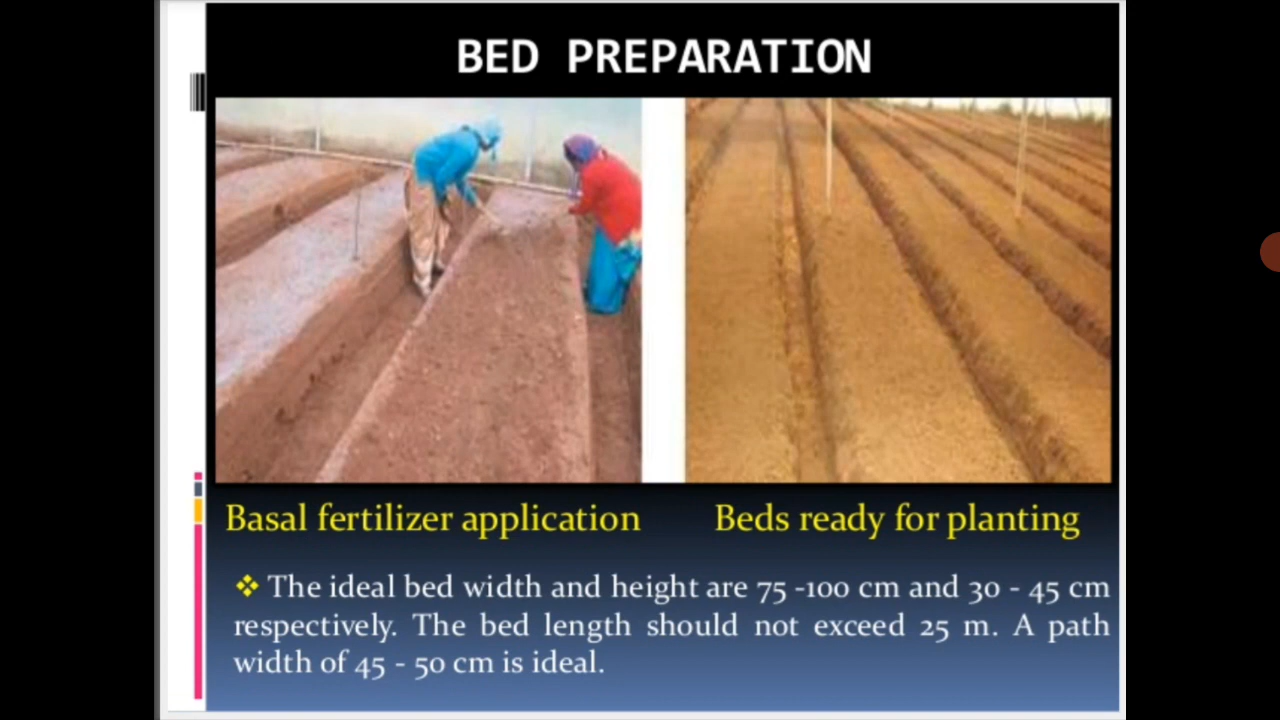 BED PREPARATION
Basal fertilizer application
Beds ready for planting
❖ The ideal bed width and height are 75 -100 cm and 30 - 45 cm
respectively. The bed length should not exceed 25 m. A path
width of 45 - 50 cm is ideal.